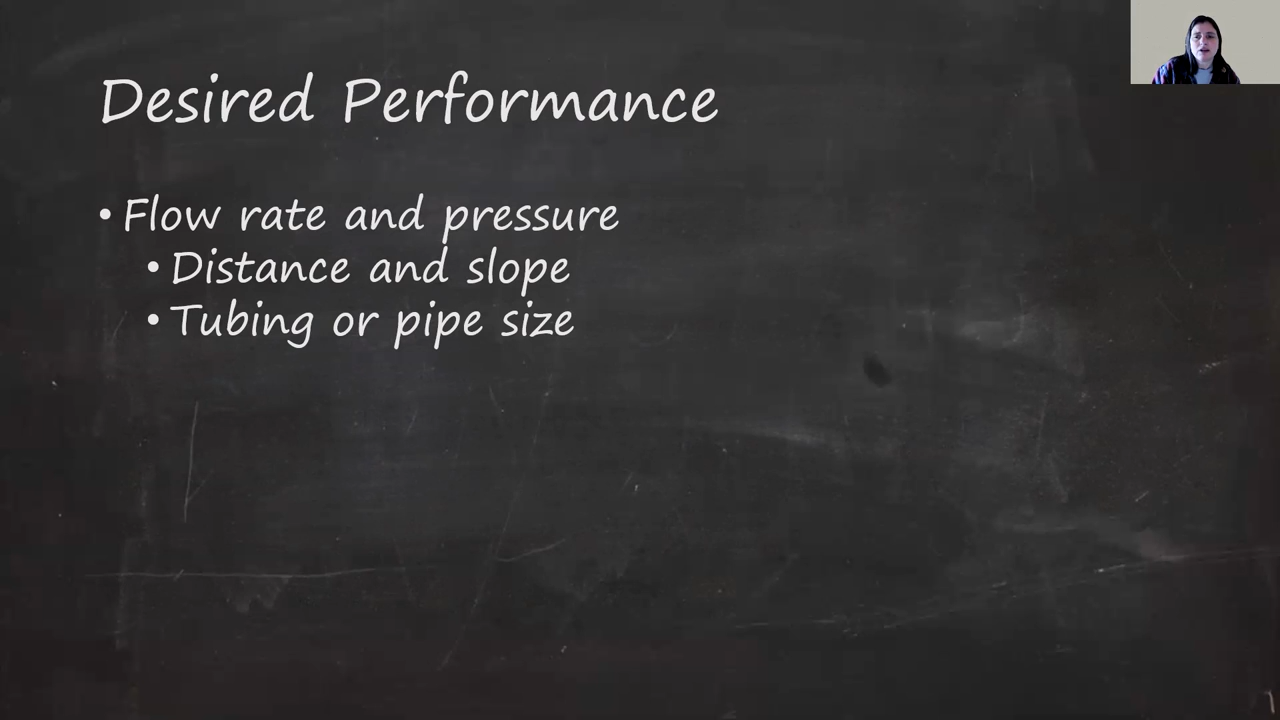 Desired Performance
• Flow rate and pressure
• Distance and slope
• Tubing or pipe size